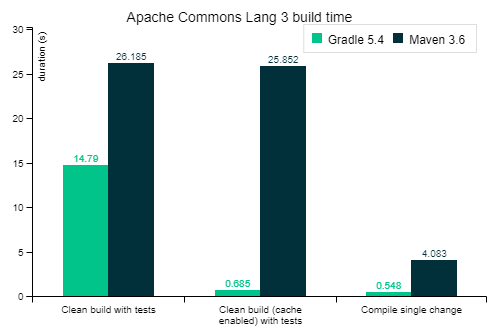 Apache Commons Lang 3 build time
Gradle 5.4 Maven 3.6
duration (s)
30
25
20
15
10
5
0
14.79
26.185
0.685
25.852
0.548
4.083
Clean build with tests
Clean build (cache
enabled) with tests
Compile single change